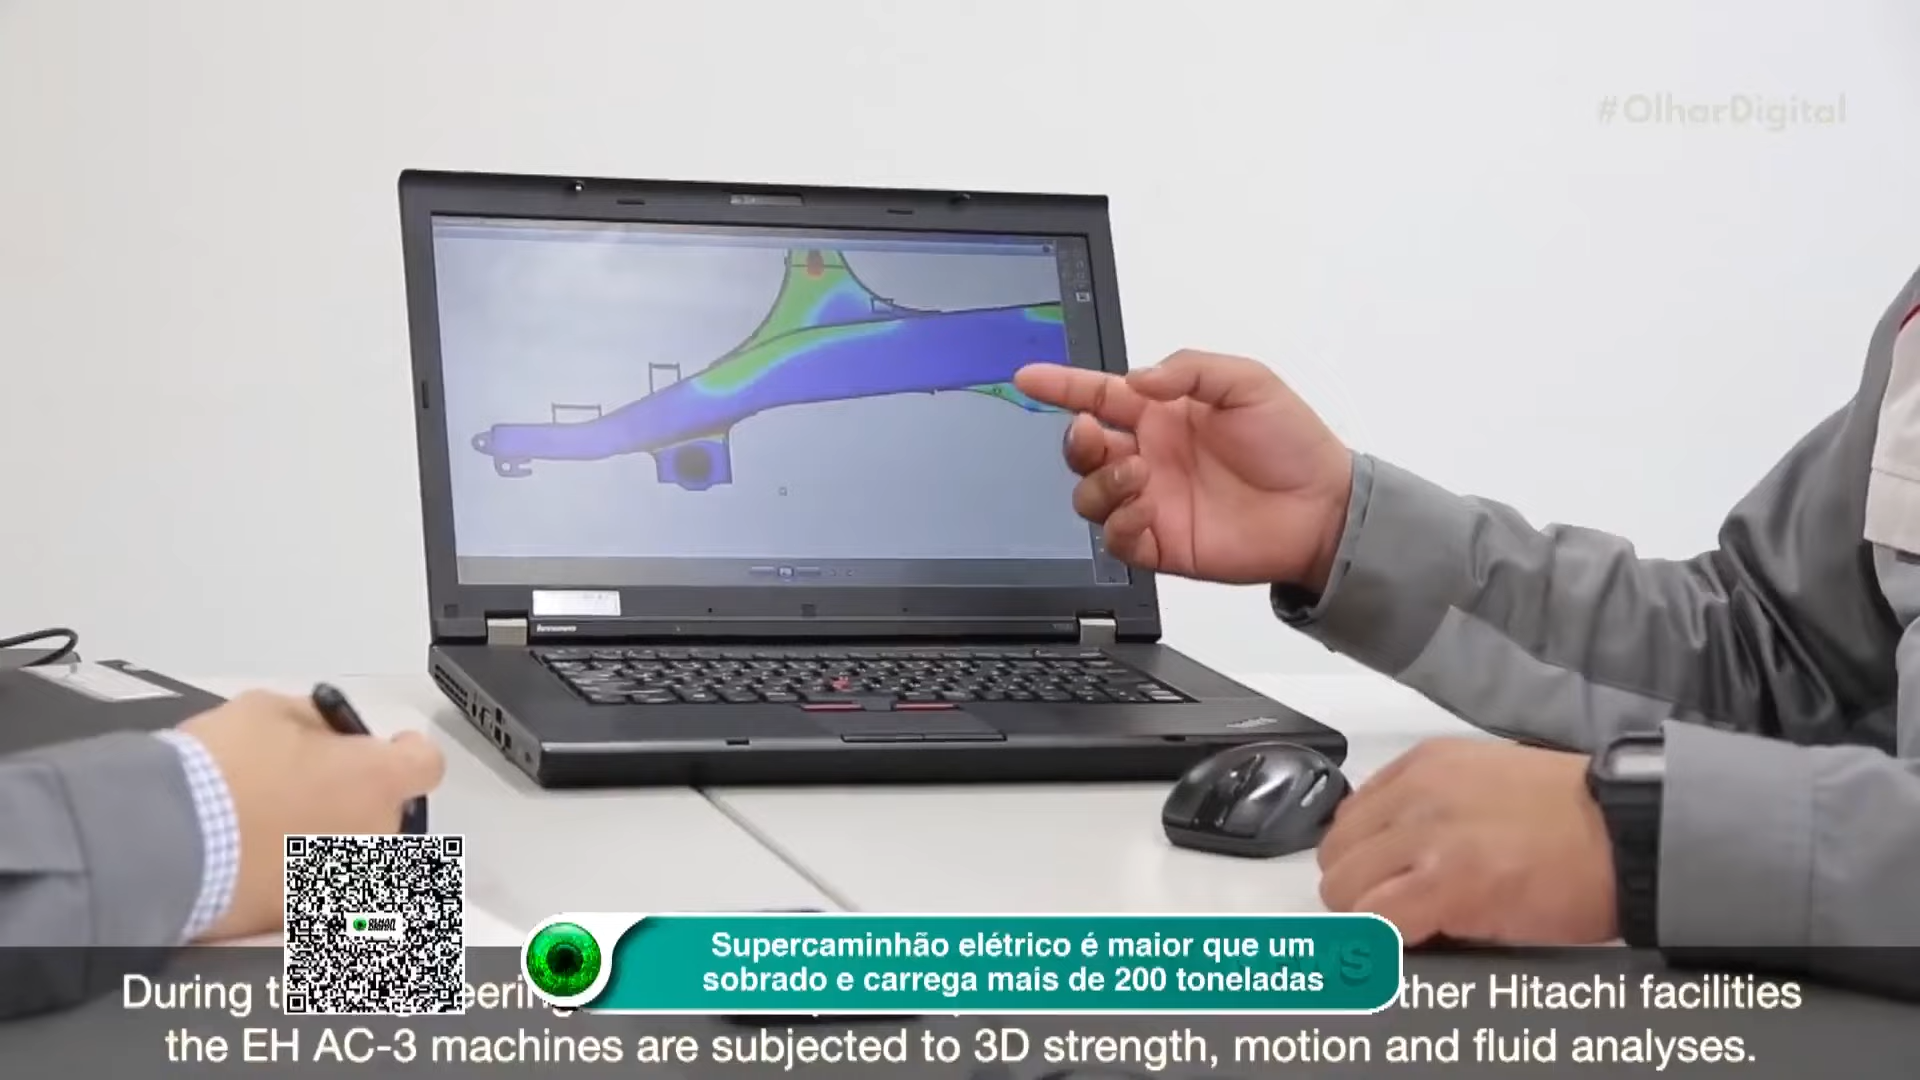 #OlharDigital
lenovo
Supercaminhão elétrico é maior que um
sobrado e carrega mais de 200 toneladas
During ther Hitachi facilities
the EH AC-3 machines are subjected to 3D strength, motion and fluid analyses.